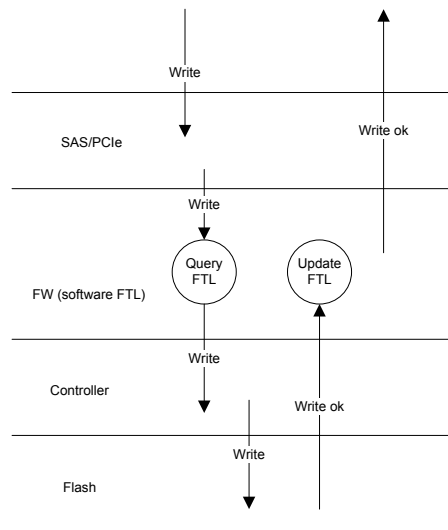 Write
SAS/PCIe
Write ok
Write
Query
FTL
Update
FTL
FW (software FTL)
Write
Controller
Write ok
Write
Flash